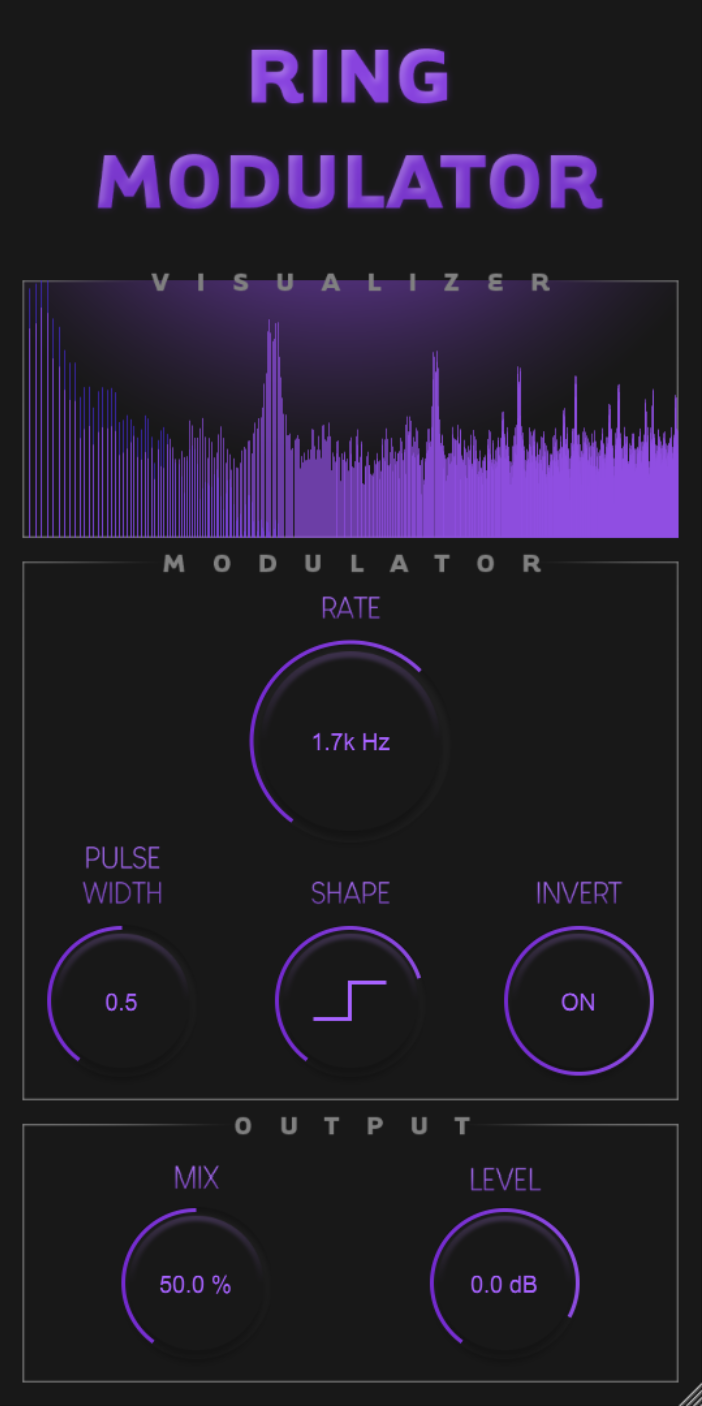 RING
MODULATOR
VISUALIZER
MODULATOR
RATE
1.7k Hz
PULSE
WIDTH
SHAPE
INVERT
0.5
ON
OUTPUT
MIX
LEVEL
50.0 %
0.0 dB